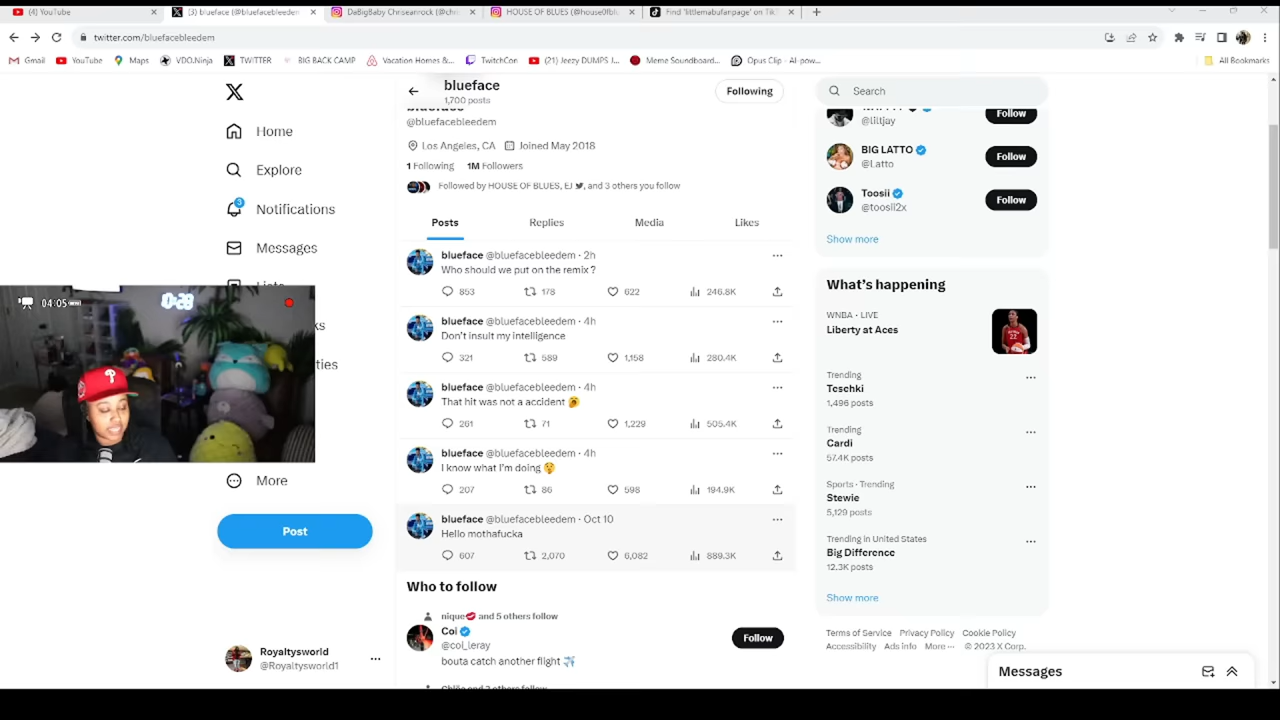 (4) YouTube
(3) blueface (@bluefacebleedem
DaBigBaby Chriseanrock (@chri
HOUSE OF BLUES (@house0fblu
Find 'littlemabufanpage' on Tik
twitter.com/bluefacebleedem
Gmail
YouTube
Maps
VDO.Ninja
TWITTER
BIG BACK CAMP
Vacation Homes &...
TwitchCon
(21) Jeezy DUMPS J...
Meme Soundboard...
Opus Clip - AI-pow...
All Bookmarks
blueface
1,700 posts
Following
@bluefacebleedem
Los Angeles, CA
Joined May 2018
1 Following
1M Followers
Followed by HOUSE OF BLUES, EJ, and 3 others you follow
Posts
Replies
Media
Likes
blueface @bluefacebleedem · 2h
Who should we put on the remix ?
853
178
622
246.8K
blueface @bluefacebleedem · 4h
Don't insult my intelligence
321
589
1,158
280.4K
blueface @bluefacebleedem · 4h
That hit was not a accident
261
71
1,229
505.4K
blueface @bluefacebleedem · 4h
I know what I'm doing 🤫
207
86
598
194.9K
blueface @bluefacebleedem · Oct 10
Hello mothafucka
607
2,070
6,082
889.3K
Who to follow
nique💋 and 5 others follow
Coi
@coi_leray
Follow
bouta catch another flight ✈️
Home
Explore
3
Notifications
Messages
More
Post
Royaltysworld
@Royaltysworld1
04:05
0:29
Search
@liltjay
Follow
BIG LATTO
@Latto
Follow
Toosii
@toosii2x
Follow
Show more
What's happening
WNBA · LIVE
Liberty at Aces
Trending
Teschki
1,496 posts
Trending
Cardi
57.4K posts
Sports · Trending
Stewie
5,129 posts
Trending in United States
Big Difference
12.3K posts
Show more
Terms of Service
Privacy Policy
Cookie Policy
Accessibility
Ads info
More ···
© 2023 X Corp.
Messages